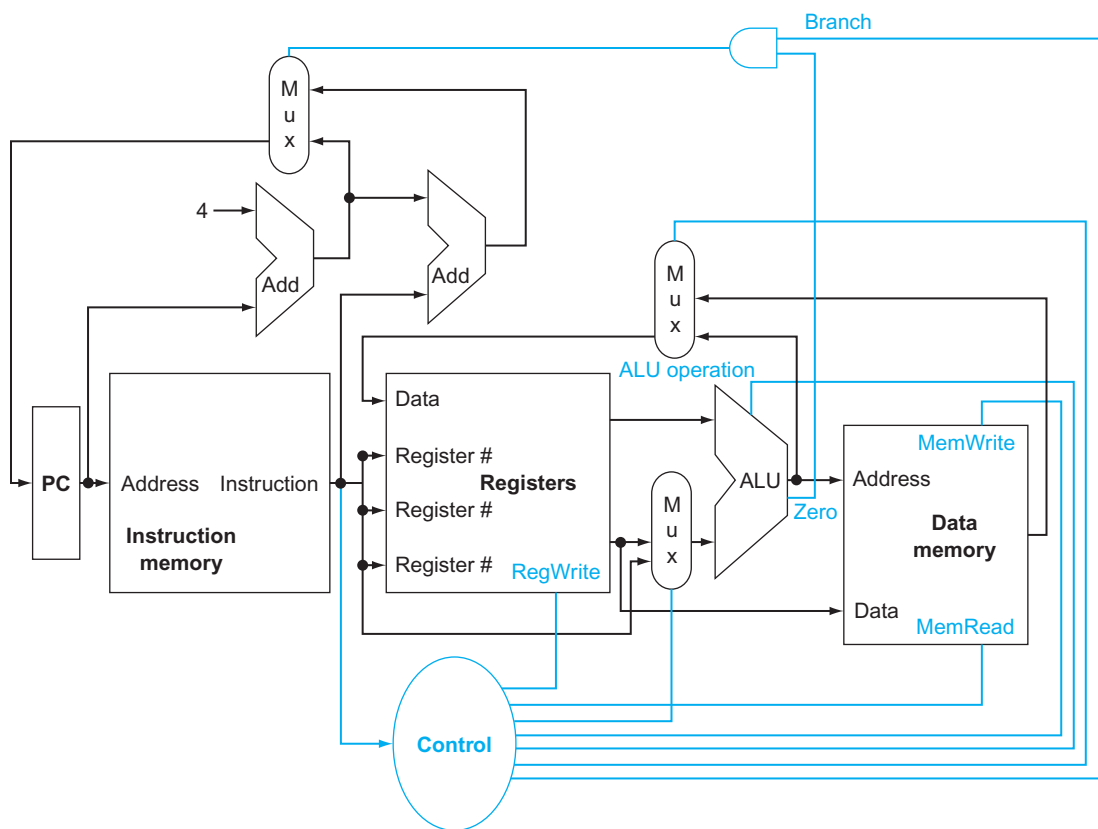 Branch
M
u
x
4
Add
Add
M
u
x
ALU operation
Data
Register #
Registers
Register #
Register #
RegWrite
PC
Address
Instruction
Instruction
memory
M
u
x
ALU
Zero
MemWrite
Address
Data
memory
Data
MemRead
Control